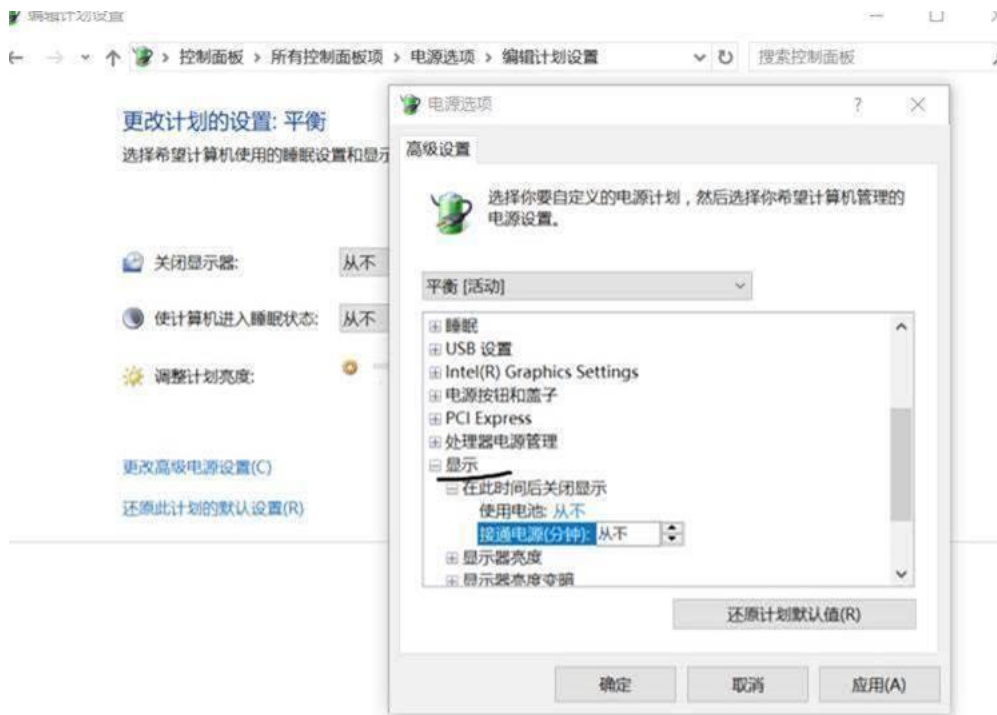 编辑计划设置
控制面板 > 所有控制面板项 > 电源选项 > 编辑计划设置
搜索控制面板
更改计划的设置: 平衡
选择希望计算机使用的睡眠设置和显示
关闭显示器: 从不
使计算机进入睡眠状态: 从不
调整计划亮度:
更改高级电源设置(C)
还原此计划的默认设置(R)
电源选项
高级设置
选择你要自定义的电源计划，然后选择你希望计算机管理的
电源设置。
平衡 [活动]
睡眠
USB 设置
Intel(R) Graphics Settings
电源按钮和盖子
PCI Express
处理器电源管理
显示
在此时间后关闭显示
使用电池: 从不
接通电源(分钟): 从不
显示器亮度
显示器亮度变暗
还原计划默认值(R)
确定
取消
应用(A)